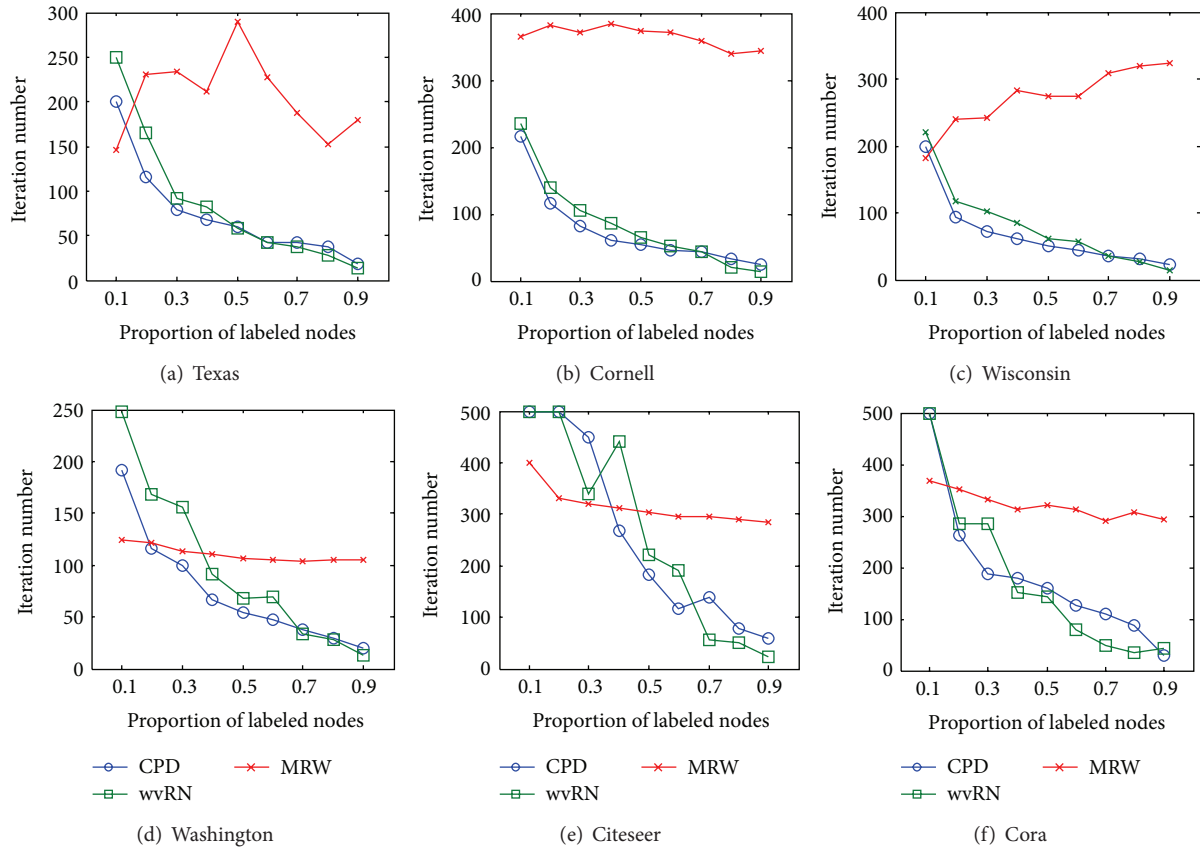 300
250
200
150
100
50
0
Iteration number
0.1 0.3 0.5 0.7 0.9
Proportion of labeled nodes
(a) Texas
400
300
200
100
0
Iteration number
0.1 0.3 0.5 0.7 0.9
Proportion of labeled nodes
(b) Cornell
400
300
200
100
0
Iteration number
0.1 0.3 0.5 0.7 0.9
Proportion of labeled nodes
(c) Wisconsin
250
200
150
100
50
0
Iteration number
0.1 0.3 0.5 0.7 0.9
Proportion of labeled nodes
CPD MRW
wvRN
(d) Washington
500
400
300
200
100
0
Iteration number
0.1 0.3 0.5 0.7 0.9
Proportion of labeled nodes
CPD MRW
wvRN
(e) Citeseer
500
400
300
200
100
0
Iteration number
0.1 0.3 0.5 0.7 0.9
Proportion of labeled nodes
CPD MRW
wvRN
(f) Cora